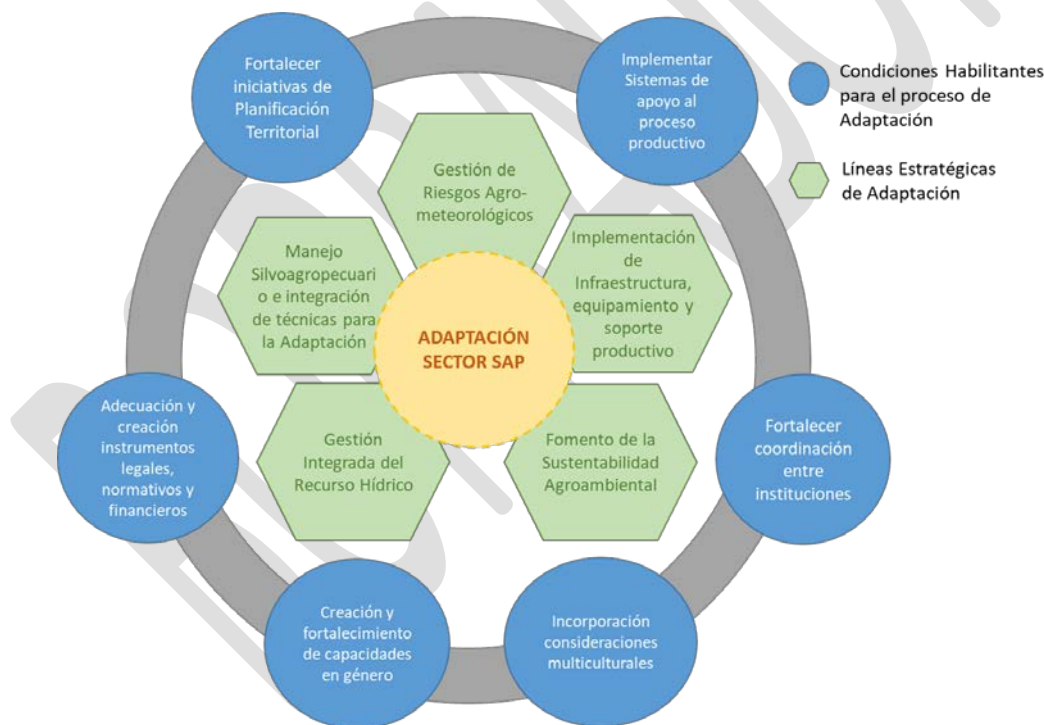 Fortalecer
iniciativas de
Planificación
Territorial
Implementar
Sistemas de
apoyo al
proceso
productivo
Condiciones Habilitantes
para el proceso de
Adaptación
Líneas Estratégicas
de Adaptación
Gestión de
Riesgos Agro-
meteorológicos
Manejo
Silvoagropecuari
o e integración
de técnicas para
la Adaptación
Implementación
de
Infraestructura,
equipamiento y
soporte
productivo
ADAPTACIÓN
SECTOR SAP
Adecuación y
creación
instrumentos
legales,
normativos y
financieros
Gestión
Integrada del
Recurso Hídrico
Fomento de la
Sustentabilidad
Agroambiental
Fortalecer
coordinación
entre
instituciones
Creación y
fortalecimiento
de capacidades
en género
Incorporación
consideraciones
multiculturales